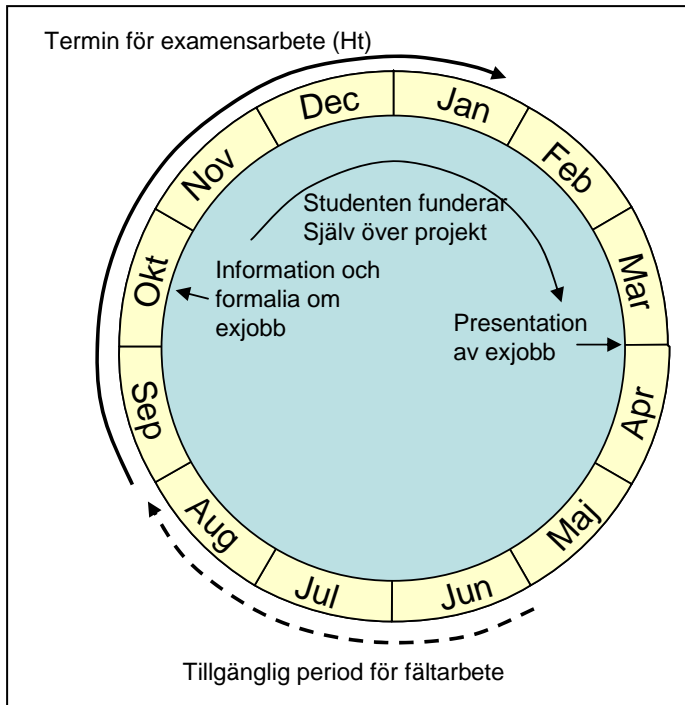 Termin för examensarbete (Ht)
Jan
Feb
Mar
Apr
Maj
Jun
Jul
Aug
Sep
Okt
Nov
Dec
Studenten funderar
Själv över projekt
Information och
formalia om
exjobb
Presentation
av exjobb
Tillgänglig period för fältarbete